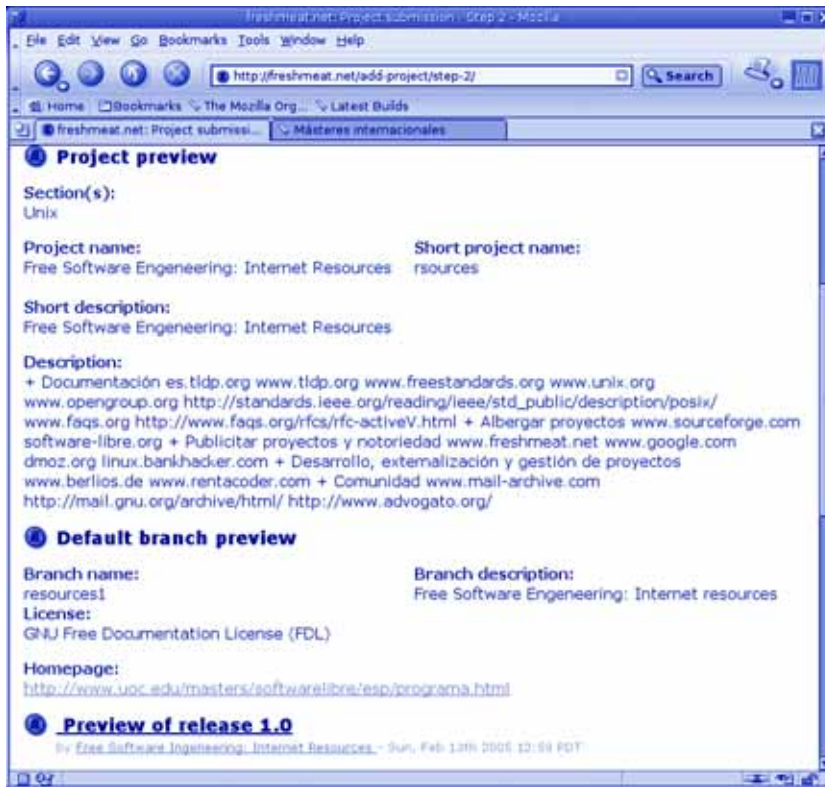 freshmeat.net: Project submission - Step 2 - Mozilla
File Edit View Go Bookmarks Tools Window Help
http://freshmeat.net/add-project/step-2/ Search
Home Bookmarks The Mozilla Org... Latest Builds
freshmeat.net: Project submissi... Másteres internacionales
Project preview
Section(s):
Unix
Project name: Short project name:
Free Software Engeneering: Internet Resources rsources
Short description:
Free Software Engeneering: Internet Resources
Description:
+ Documentación es.tldp.org www.tldp.org www.freestandards.org www.unix.org
www.opengroup.org http://standards.ieee.org/reading/ieee/std_public/description/posix/
www.faqs.org http://www.faqs.org/rfcs/rfc-activeV.html + Albergar proyectos www.sourceforge.com
software-libre.org + Publicitar proyectos y notoriedad www.freshmeat.net www.google.com
dmoz.org linux.bankhacker.com + Desarrollo, externalización y gestión de proyectos
www.berlios.de www.rentacoder.com + Comunidad www.mail-archive.com
http://mail.gnu.org/archive/html/ http://www.advogato.org/
Default branch preview
Branch name: Branch description:
resources1 Free Software Engeneering: Internet resources
License:
GNU Free Documentation License (FDL)
Homepage:
http://www.uoc.edu/masters/softwarelibre/esp/programa.html
Preview of release 1.0
by Free Software Ingeneering: Internet Resources - Sun, Feb 13th 2005 12:59 PDT